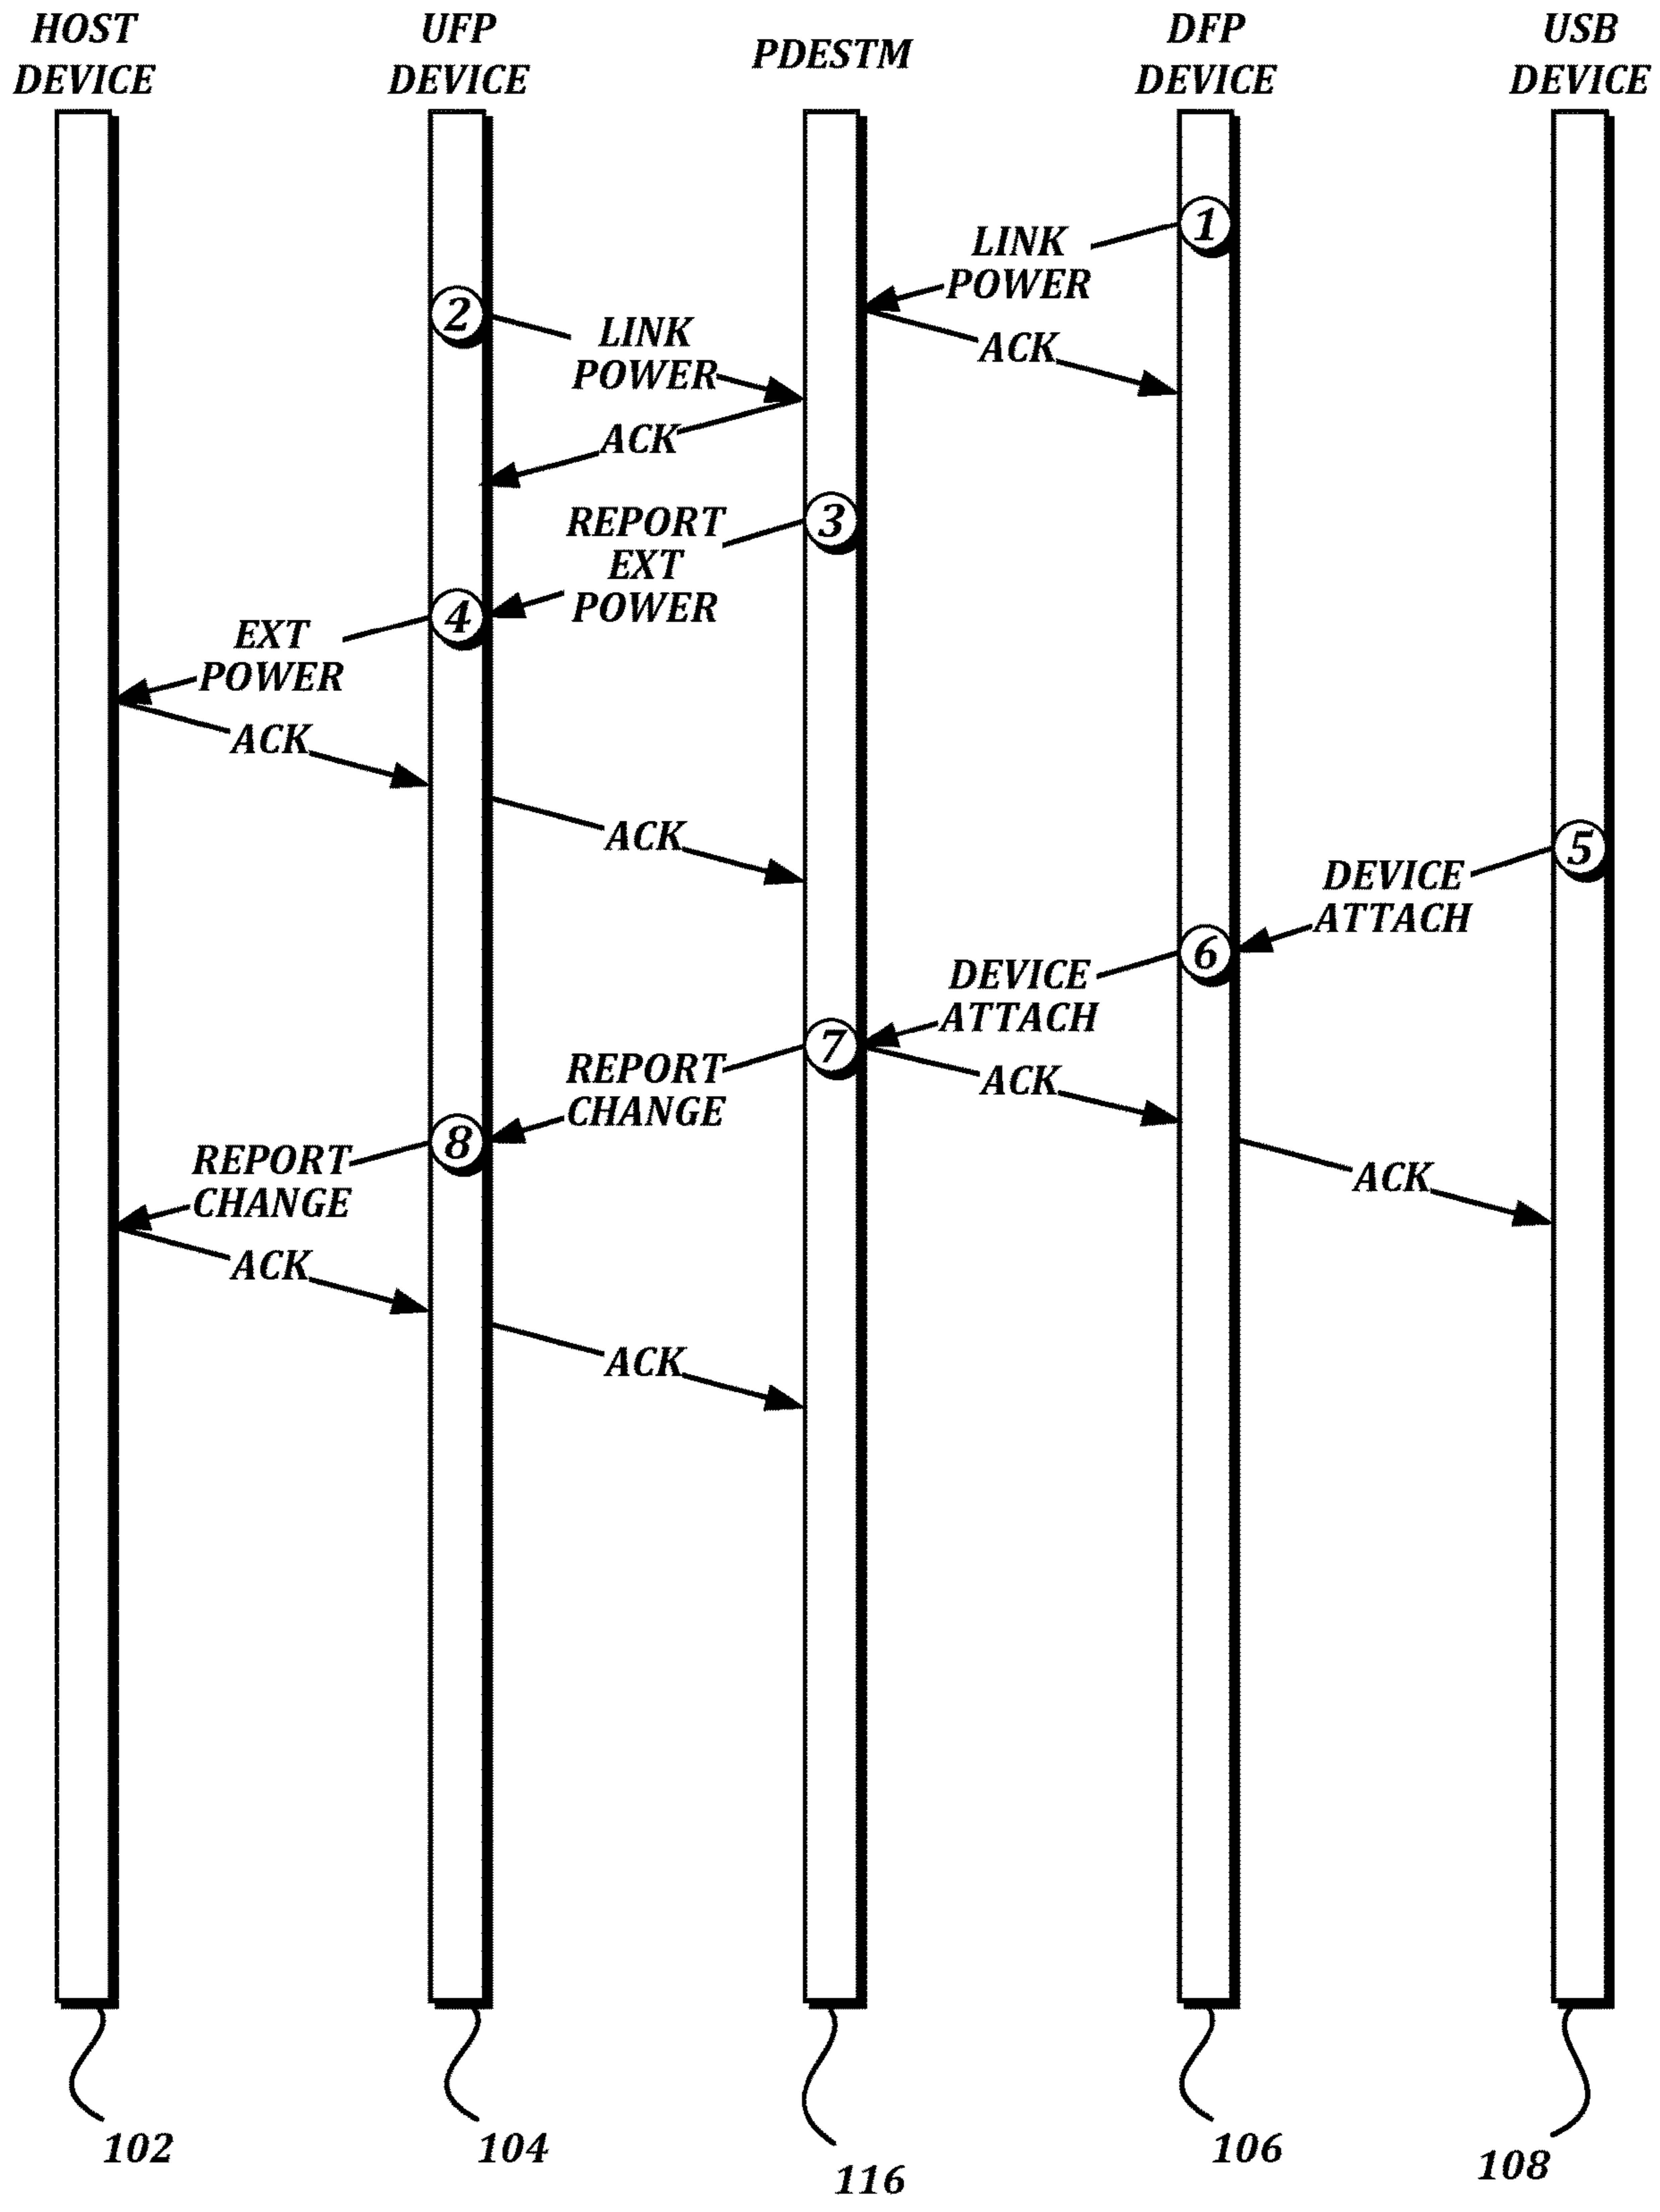 HOST
DEVICE
UFP
DEVICE
PDESTM
DFP
DEVICE
USB
DEVICE
1
LINK
POWER
ACK
2
LINK
POWER
ACK
3
REPORT
EXT
POWER
4
EXT
POWER
ACK
ACK
5
DEVICE
ATTACH
6
DEVICE
ATTACH
7
ACK
REPORT
CHANGE
8
ACK
REPORT
CHANGE
ACK
ACK
102
104
116
106
108